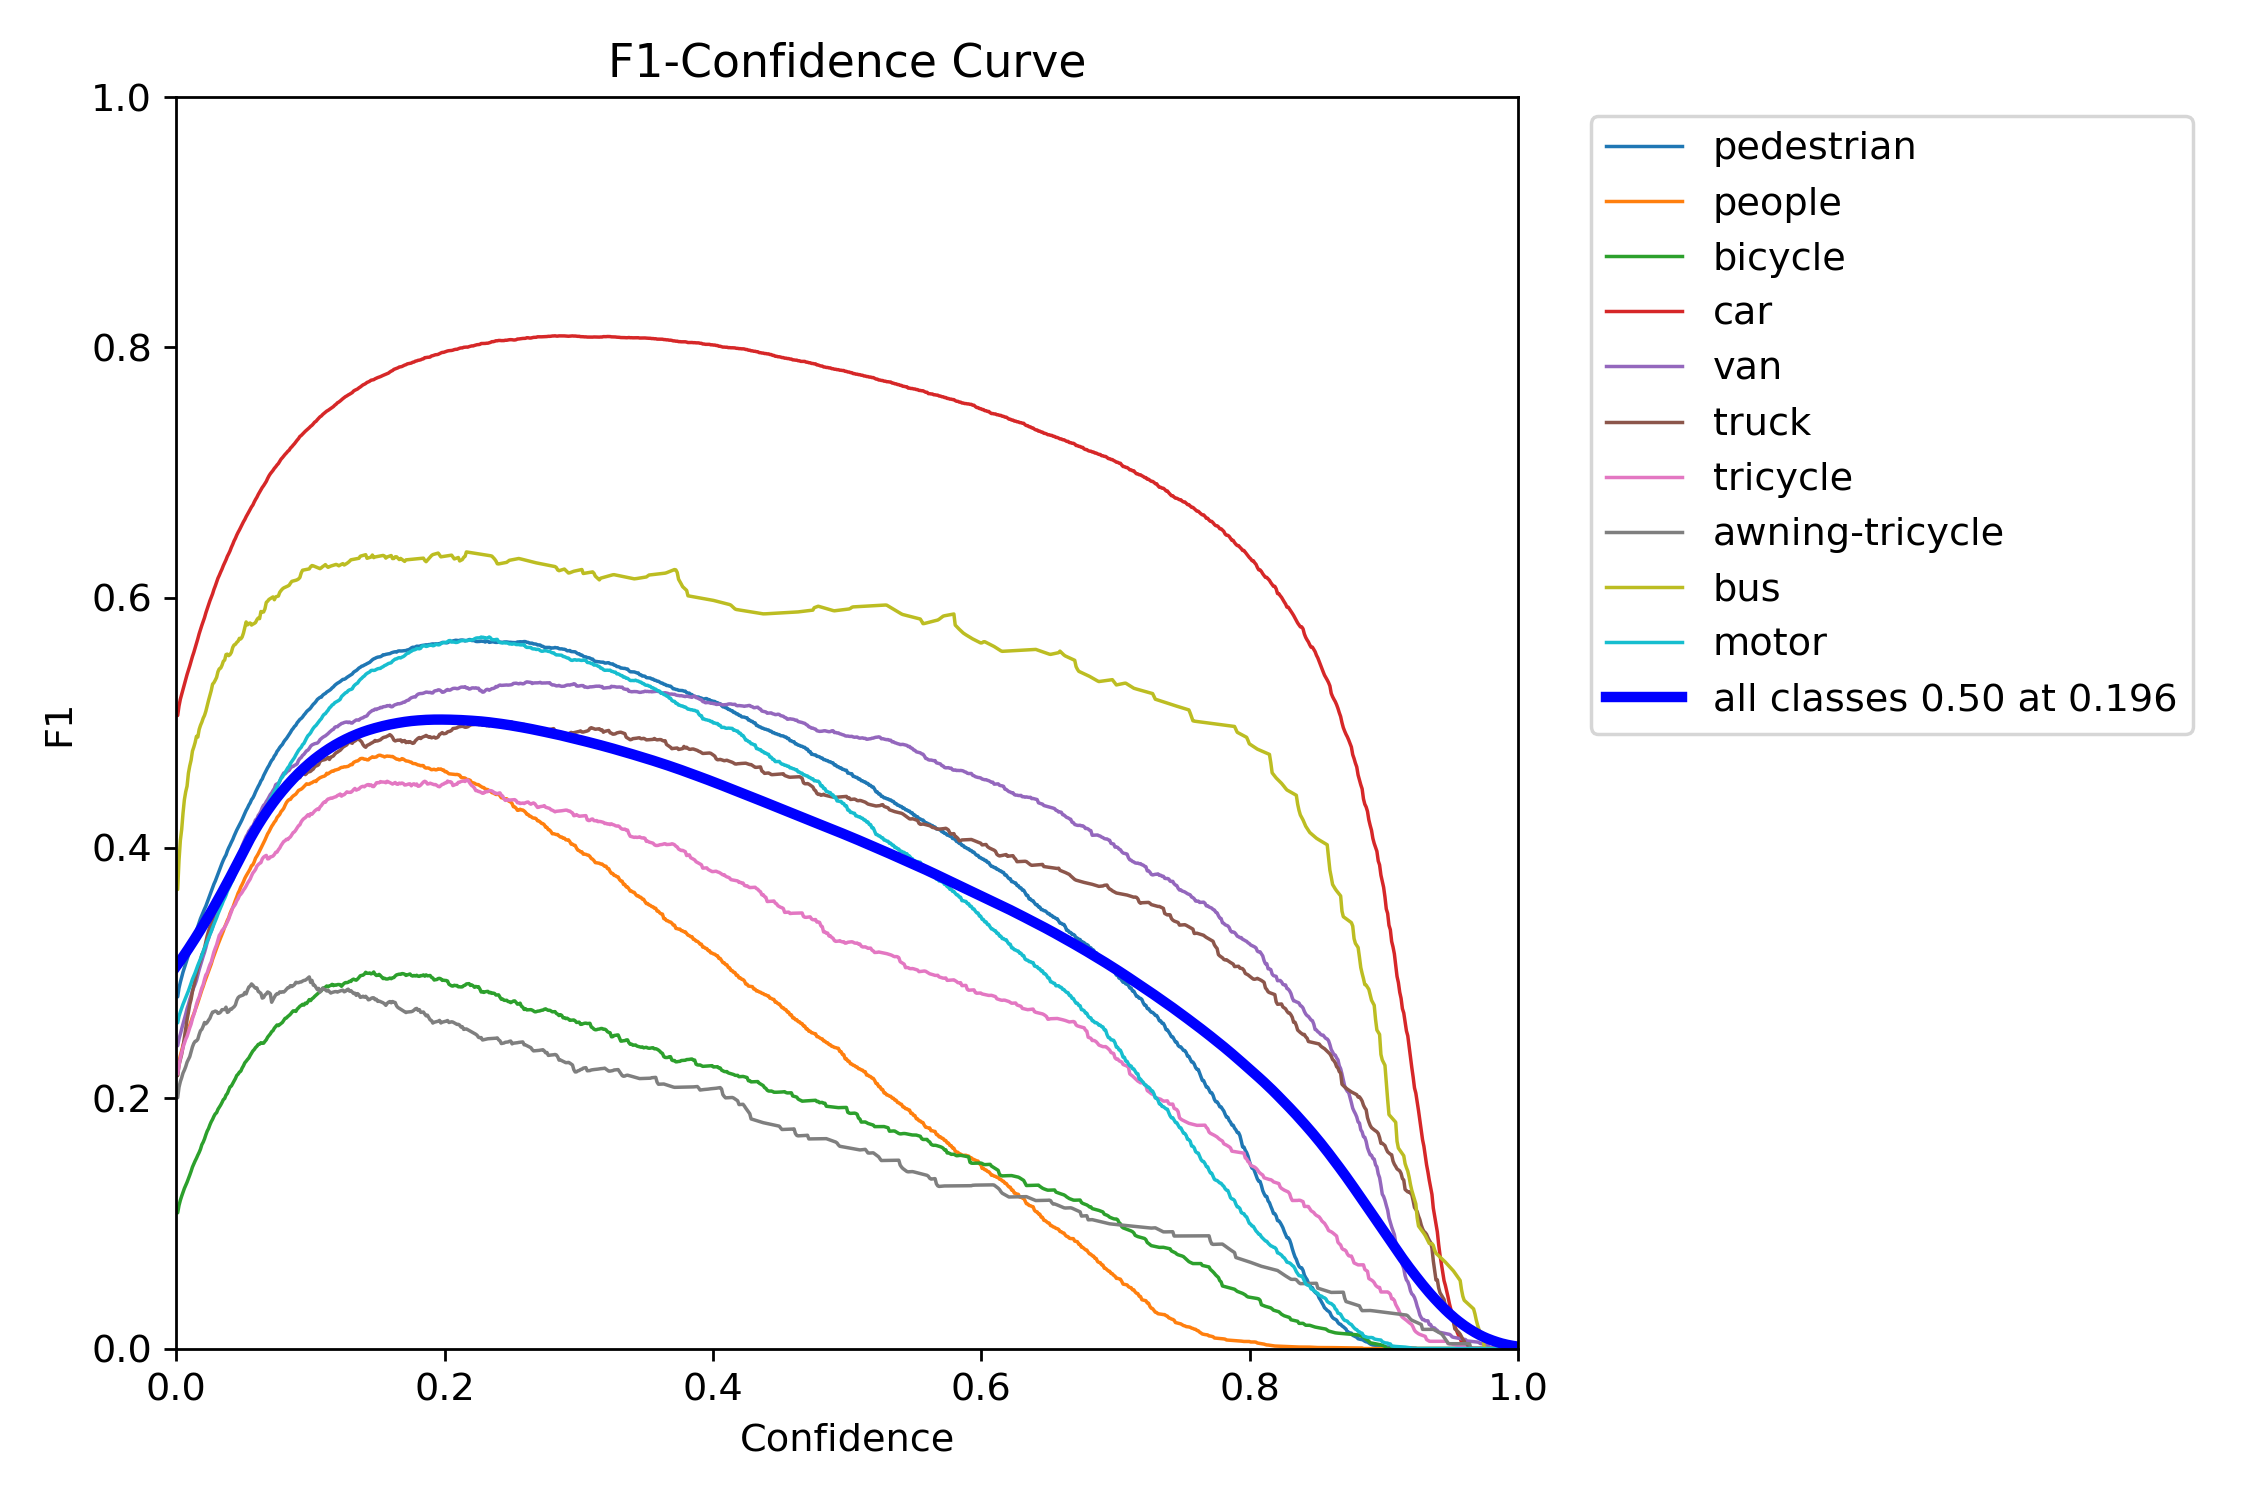 F1-Confidence Curve
1.0
0.8
0.6
0.4
0.2
0.0
F1
0.0 0.2 0.4 0.6 0.8 1.0
Confidence
pedestrian
people
bicycle
car
van
truck
tricycle
awning-tricycle
bus
motor
all classes 0.50 at 0.196